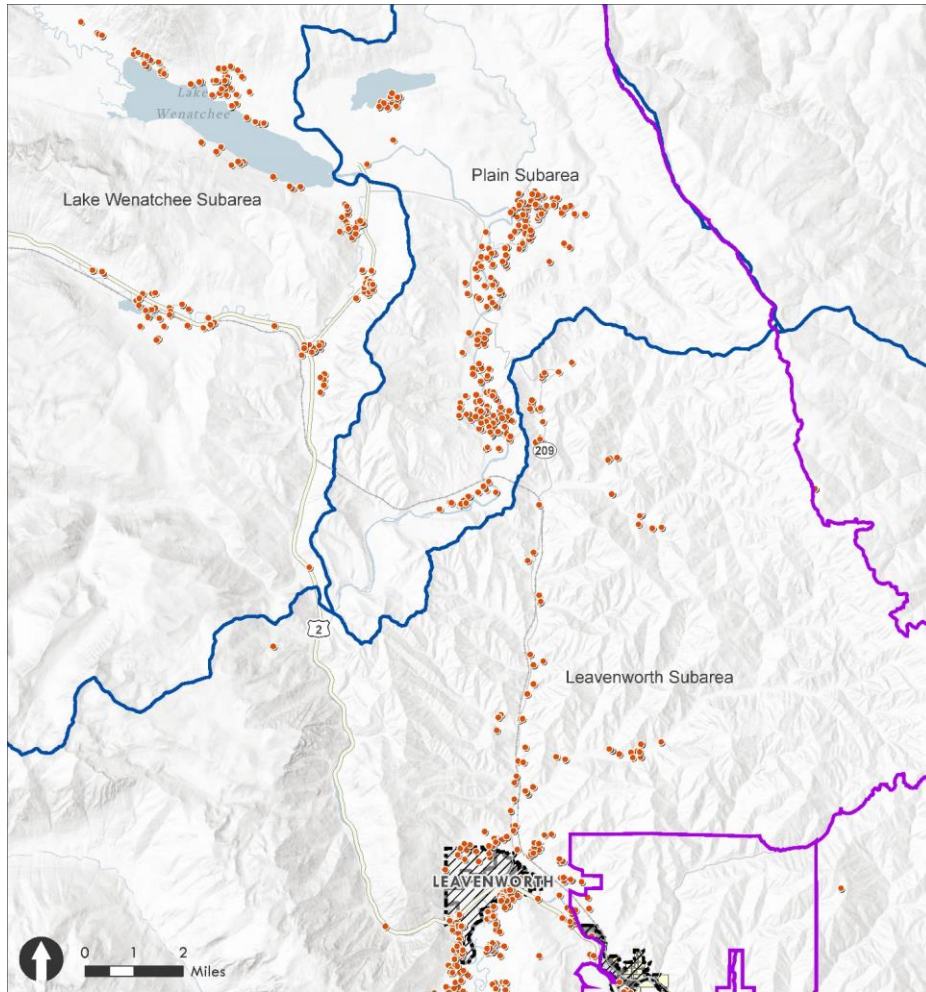 Lake
Wenatchee
Plain Subarea
Lake Wenatchee Subarea
209
2
Leavenworth Subarea
LEAVENWORTH
0 1 2
Miles